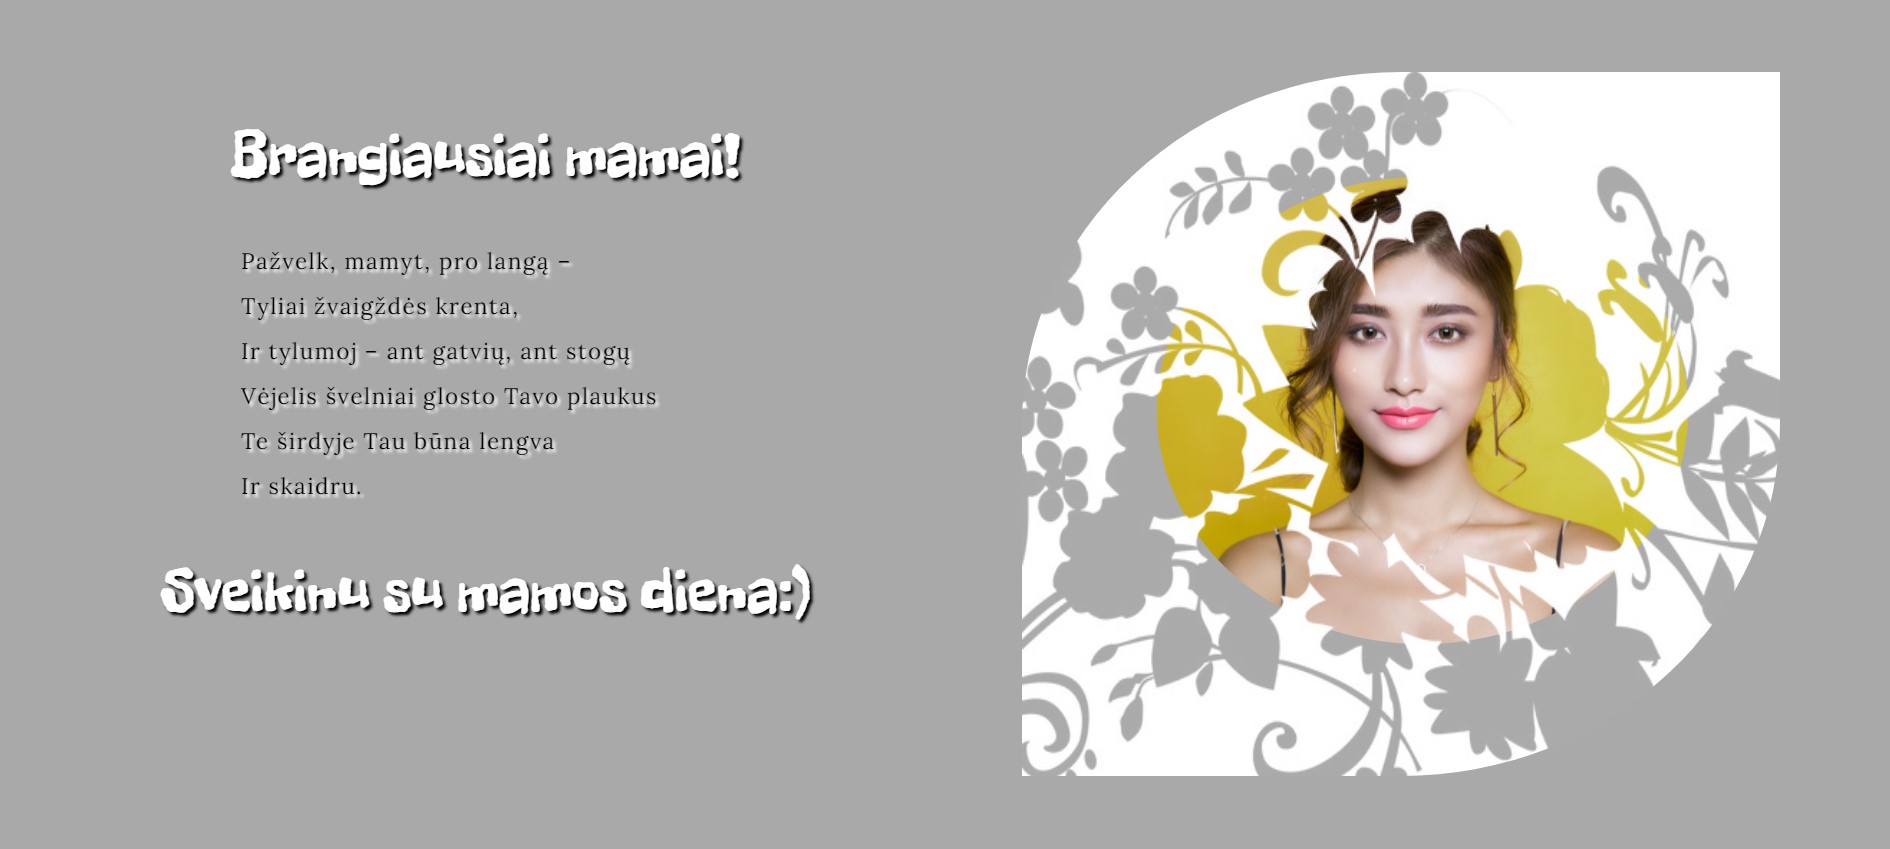 Brangiausiai mamai!
Pažvelk, mamyt, pro langą –
Tyliai žvaigždės krenta,
Ir tylumoj – ant gatvių, ant stogų
Vėjelis švelniai glosto Tavo plaukus
Te širdyje Tau būna lengva
Ir skaidru.
Sveikinu su mamos diena:)